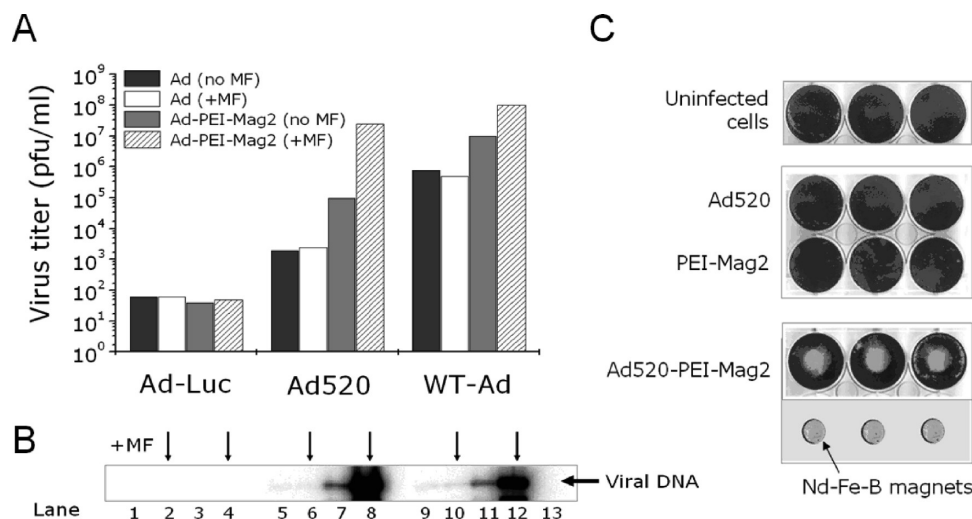 A
Virus titer (pfu/ml)
10⁹
10⁸
10⁷
10⁶
10⁵
10⁴
10³
10²
10¹
10⁰
Ad (no MF)
Ad (+MF)
Ad-PEI-Mag2 (no MF)
Ad-PEI-Mag2 (+MF)
Ad-Luc
Ad520
WT-Ad
B
+MF
Viral DNA
Lane
1 2 3 4 5 6 7 8 9 10 11 12 13
C
Uninfected
cells
Ad520
PEI-Mag2
Ad520-PEI-Mag2
Nd-Fe-B magnets